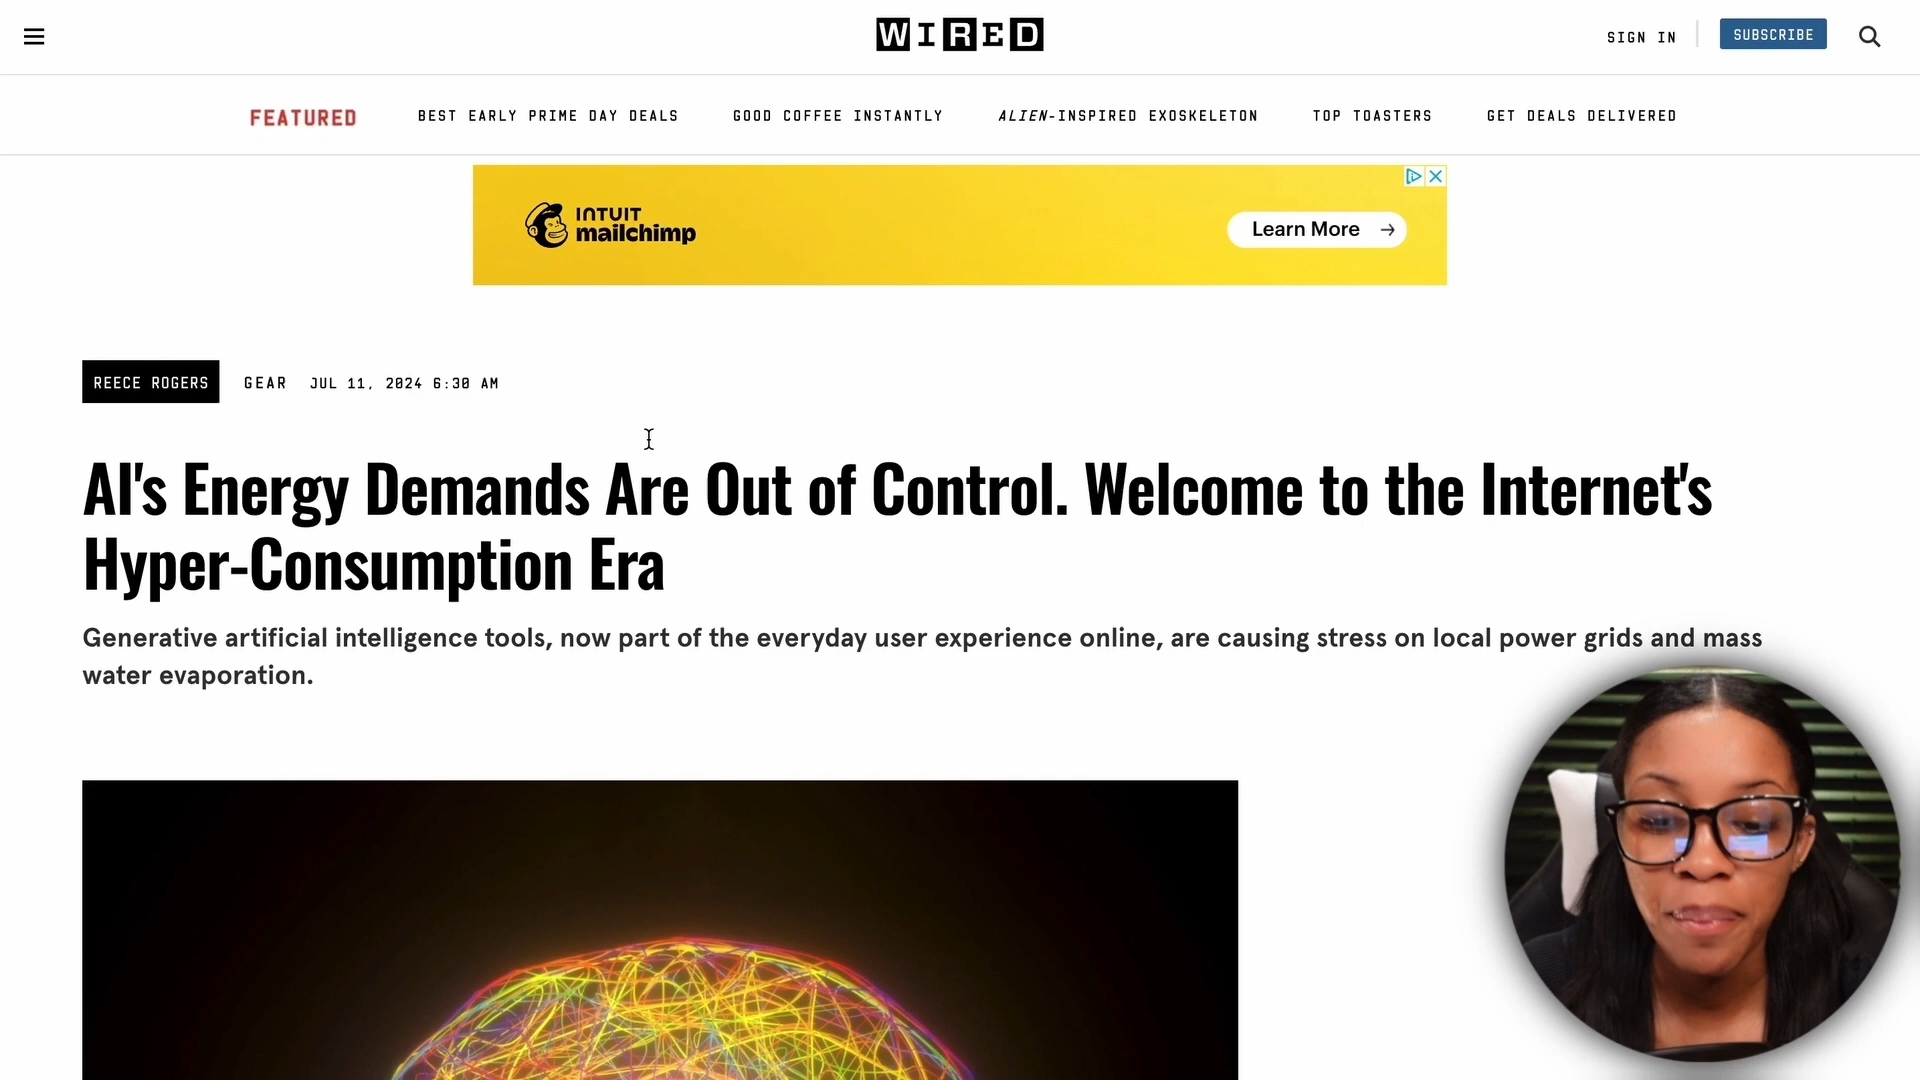 WIRED
SIGN IN
SUBSCRIBE
FEATURED
BEST EARLY PRIME DAY DEALS
GOOD COFFEE INSTANTLY
ALIEN-INSPIRED EXOSKELETON
TOP TOASTERS
GET DEALS DELIVERED
INTUIT
mailchimp
Learn More
REECE ROGERS
GEAR
JUL 11, 2024 6:30 AM
AI's Energy Demands Are Out of Control. Welcome to the Internet's
Hyper-Consumption Era
Generative artificial intelligence tools, now part of the everyday user experience online, are causing stress on local power grids and mass
water evaporation.